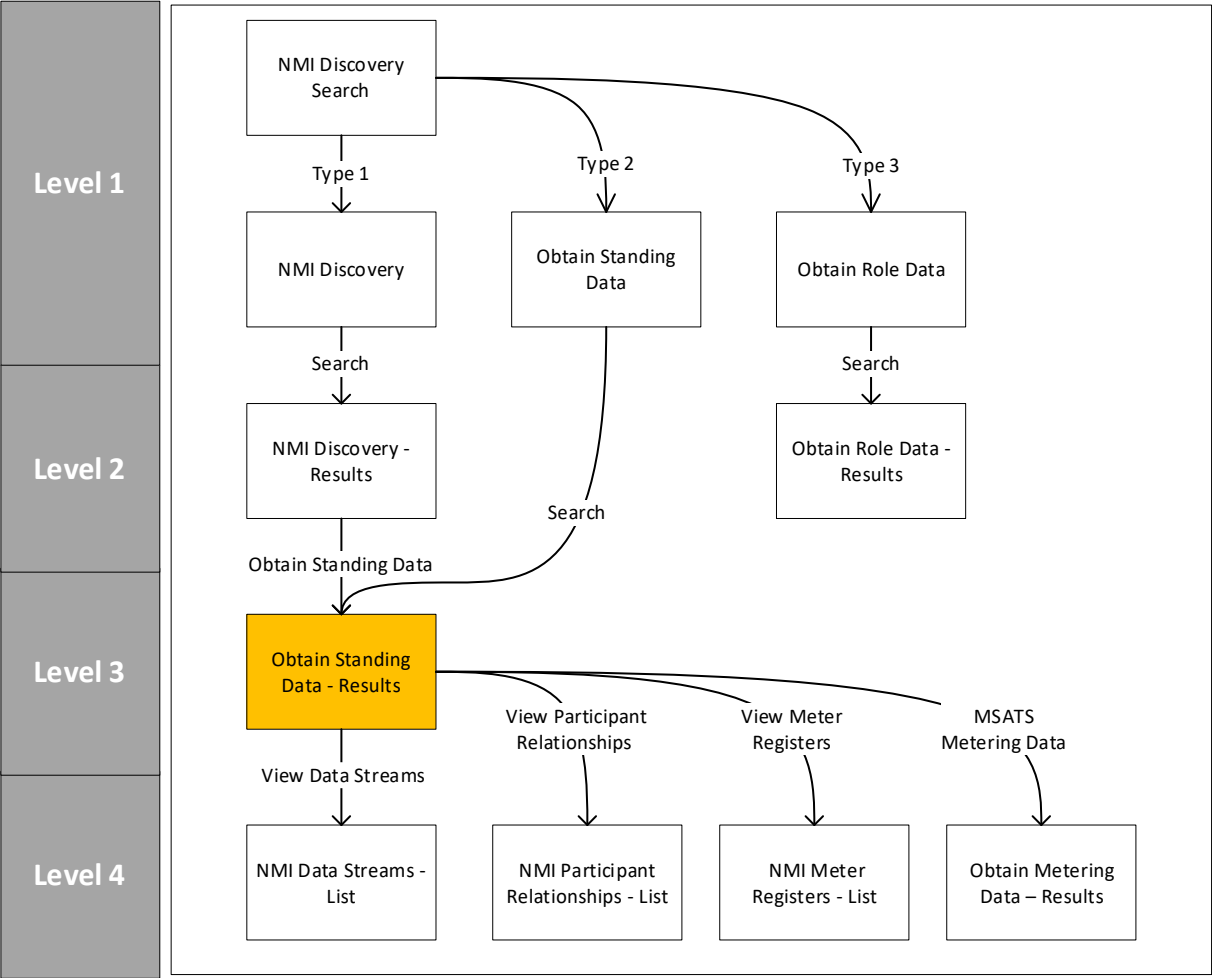 NMI Discovery
Search
Level 1
Type 1
Type 2
Type 3
NMI Discovery
Obtain Standing
Data
Obtain Role Data
Search
Search
Level 2
NMI Discovery -
Results
Obtain Role Data -
Results
Search
Obtain Standing Data
Level 3
Obtain Standing
Data - Results
View Participant
Relationships
View Meter
Registers
MSATS
Metering Data
View Data Streams
Level 4
NMI Data Streams -
List
NMI Participant
Relationships - List
NMI Meter
Registers - List
Obtain Metering
Data – Results